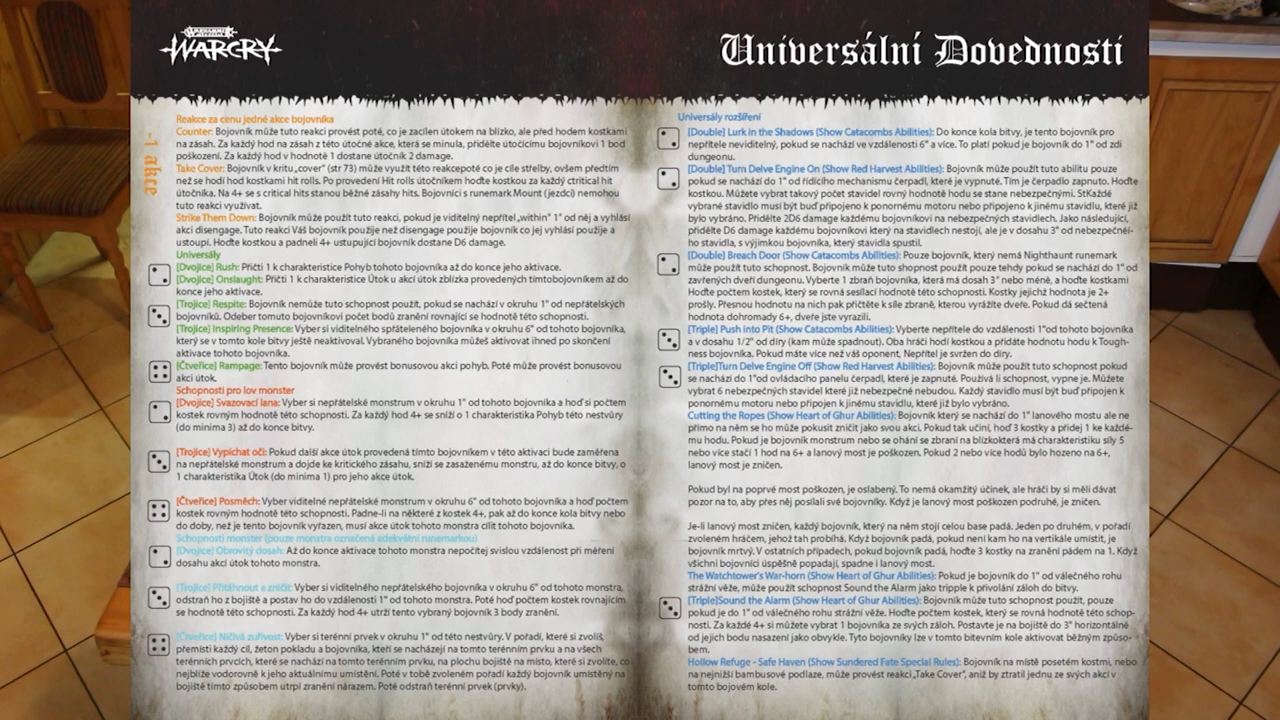 WARHAMMER
WARCRY
Universální Dovednosti
-1 akce
Reakce za cenu jedné akce bojovníka
Counter: Bojovník může tuto reakci provést poté, co je zacílen útokem na blízko, ale před hodem kostkami
na zásah. Za každý hod na zásah z této útočné akce, která se minula, přidělte útočícímu bojovníkovi 1 bod
poškození. Za každý hod v hodnotě 1 dostane útočník 2 damage.
Take Cover: Bojovník v kritu „cover" (str 73) může využít této reakcepoté co je cíle střelby, ovšem předtím
než se hodí hod kostkami hit rolls. Po provedení Hit rolls útočníkem hoďte kostkou za každý ctritical hit
útočníka. Na 4+ se s critical hits stanou běžné zásahy hits. Bojovníci s runemark Mount (jezdci) nemohou
tuto reakci využívat.
Strike Them Down: Bojovník může použít tuto reakci, pokud je viditelný nepřítel „within" 1" od něj a vyhlásí
akci disengage. Tuto reakci Váš bojovník použije než disengage použije bojovník co jej vyhlásí použije a
ustoupí. Hoďte kostkou a padneli 4+ ustupující bojovník dostane D6 damage.
Universály
[Dvojice] Rush: Přičti 1 k charakteristice Pohyb tohoto bojovníka až do konce jeho aktivace.
[Dvojice] Onslaught: Přičti 1 k charakteristice Útok u akcí útok zblízka provedených tímtobojovníkem až do
konce jeho aktivace.
[Trojice] Respite: Bojovník nemůže tuto schopnost použít, pokud se nachází v okruhu 1" od nepřátelských
bojovníků. Odeber tomuto bojovníkovi počet bodů zranění rovnající se hodnotě této schopnosti.
[Trojice] Inspiring Presence: Vyber si viditelného spřáteleného bojovníka v okruhu 6" od tohoto bojovníka,
který se v tomto kole bitvy ještě neaktivoval. Vybraného bojovníka můžeš aktivovat ihned po skončení
aktivace tohoto bojovníka.
[Čtveřice] Rampage: Tento bojovník může provést bonusovou akci pohyb. Poté může provést bonusovou
akci útok.
Schopnosti pro lov monster
[Dvojice] Svazovací lana: Vyber si nepřátelské monstrum v okruhu 1" od tohoto bojovníka a hoď si počtem
kostek rovným hodnotě této schopnosti. Za každý hod 4+ se sníží o 1 charakteristika Pohyb této nestvůry
(do minima 3) až do konce bitvy.
[Trojice] Vypíchat oči: Pokud další akce útok provedená tímto bojovníkem v této aktivaci bude zaměřena
na nepřátelské monstrum a dojde ke kritického zásahu, sníží se zasaženému monstru, až do konce bitvy, o
1 charakteristika Útok (do minima 1) pro jeho akce útok.
[Čtveřice] Posměch: Vyber viditelné nepřátelské monstrum v okruhu 6" od tohoto bojovníka a hoď počtem
kostek rovným hodnotě této schopnosti. Padne-li na některé z kostek 4+, pak až do konce kola bitvy nebo
do doby, než je tento bojovník vyřazen, musí akce útok tohoto monstra cílit tohoto bojovníka.
Schopnosti monster (pouze monstra označená adekvátní runemarkou)
[Dvojice] Obrovitý dosah: Až do konce aktivace tohoto monstra nepočítej svislou vzdálenost při měření
dosahu akcí útok tohoto monstra.
[Trojice] Přitáhnout a zničit: Vyber si viditelného nepřátelského bojovníka v okruhu 6" od tohoto monstra,
odstraň ho z bojiště a postav ho do vzdálenosti 1" od tohoto monstra. Poté hoď počtem kostek rovnajícím
se hodnotě této schopnosti. Za každý hod 4+ utrží tento vybraný bojovník 3 body zranění.
[Čtveřice] Ničivá zuřivost: Vyber si terénní prvek v okruhu 1" od této nestvůry. V pořadí, které si zvolíš,
přemísti každý cíl, žeton pokladu a bojovníka, kteří se nacházejí na tomto terénním prvku a na všech
terénních prvcích, které se nachází na tomto terénním prvku, na plochu bojiště na místo, které si zvolíte, co
nejblíže vodorovně k jeho aktuálnímu umístění. Poté v tobě zvoleném pořadí každý bojovník umístěný na
bojiště tímto způsobem utrpí zranění nárazem. Poté odstraň terénní prvek (prvky).
Universály rozšíření
[Double] Lurk in the Shadows (Show Catacombs Abilities): Do konce kola bitvy, je tento bojovník pro
nepřítele neviditelný, pokud se nachází ve vzdálenosti 6" a více. To platí pokud je bojovník 1" od zdi
dungeonu.
[Double] Turn Delve Engine On (Show Red Harvest Abilities): Bojovník může použít tuto abilitu pouze
pokud se nachází do 1" od řídícího mechanismu čerpadl, které je vypnuté. Tím je čerpadlo zapnuto. Hoďte
kostkou. Můžete vybrat takový počet stavidel rovný hodnotě hodu se stane nebezpečnými. StKaždé
vybrané stavidlo musí být buď připojeno k ponornému motoru nebo připojeno k jinému stavidlu, které již
bylo vybráno. Přidělte 2D6 damage každému bojovníkovi na nebezpečných stavidlech. Jako následující,
přidělte D6 damage každému bojovníkovi který na stavidlech nestojí, ale je v dosahu 3" od nebezpečnéí-
ho stavidla, s výjimkou bojovníka, který stavidla spustil.
[Double] Breach Door (Show Catacombs Abilities): Pouze bojovník, který nemá Nighthaunt runemark
může použít tuto schopnost. Bojovník může tuto shopnost použít pouze tehdy pokud se nachází do 1" od
zavřených dveří dungeonu. Vyberte 1 zbraň bojovníka, která má dosah 3" nebo méně, a hoďte kostkami
Hoďte počtem kostek, který se rovná sesílací hodnotě této schopnosti. Kostky jejichž hodnota je 2+
prošly. Přesnou hodnotu na nich pak přičtěte k síle zbraně, kterou vyrážíte dveře. Pokud dá sečtená
hodnota dohromady 6+, dveře jste vyrazili.
[Triple] Push into Pit (Show Catacombs Abilities): Vyberte nepřítele do vzdálenosti 1"od tohoto bojovníka
a v dosahu 1/2" od díry (kam může spadnout). Oba hráči hodí kostkou a přidáte hodnotu hodu k Tough-
ness bojovníka. Pokud máte více než váš oponent, Nepřítel je svržen do díry.
[Triple]Turn Delve Engine Off (Show Red Harvest Abilities): Bojovník může použít tuto schopnost pokud
se nachází do 1"od ovládacího panelu čerpadl, které je zapnuté. Používá li schopnost, vypne je. Můžete
vybrat 6 nebezpečných stavidel které již nebezpečné nebudou. Každý stavidlo musí být buď připojen k
ponornému motoru nebo připojen k jinému stavidlu, které již bylo vybráno.
Cutting the Ropes (Show Heart of Ghur Abilities): Bojovník který se nachází do 1" lanového mostu ale ne
přímo na něm se ho může pokusit zničit jako svou akci. Pokud tak učiní, hoď 3 kostky a přidej 1 ke každé-
mu hodu. Pokud je bojovník monstrum nebo se ohání se zbraní na blízkokterá má charakteristiku síly 5
nebo více stačí 1 hod na 6+ a lanový most je poškozen. Pokud 2 nebo více hodů bylo hozeno na 6+,
lanový most je zničen.
Pokud byl na poprvé most poškozen, je oslabený. To nemá okamžitý účinek, ale hráči by si měli dávat
pozor na to, aby přes něj posílali své bojovníky. Když je lanový most poškozen podruhé, je zničen.
Je-li lanový most zničen, každý bojovník, který na něm stojí celou base padá. Jeden po druhém, v pořadí
zvoleném hráčem, jehož tah probíhá. Když bojovník padá, pokud není kam ho na vertikále umístit, je
bojovník mrtvý. V ostatních případech, pokud bojovník padá, hoďte 3 kostky na zranění pádem na 1. Když
všichni bojovníci úspěšně popadají, spadne i lanový most.
The Watchtower's War-horn (Show Heart of Ghur Abilities): Pokud je bojovník do 1" od válečného rohu
strážní věže, může použít schopnost Sound the Alarm jako tripple k přivolání záloh do bitvy.
[Triple]Sound the Alarm (Show Heart of Ghur Abilities): Bojovník může tuto schopnost použít, pouze
pokud je do 1" od válečného rohu strážní věže. Hoďte počtem kostek, který se rovná hodnotě této schop-
nosti. Za každé 4+ si můžete vybrat 1 bojovníka ze svých záloh. Postavte je na bojiště do 3" horizontálně
od jejich bodu nasazení jako obvykle. Tyto bojovníky lze v tomto bitevním kole aktivovat běžným způso-
bem.
Hollow Refuge - Safe Haven (Show Sundered Fate Special Rules): Bojovník na místě posetém kostmi, nebo
na nejnižší bambusové podlaze, může provést reakci „Take Cover", aniž by ztratil jednu ze svých akcí v
tomto bojovém kole.